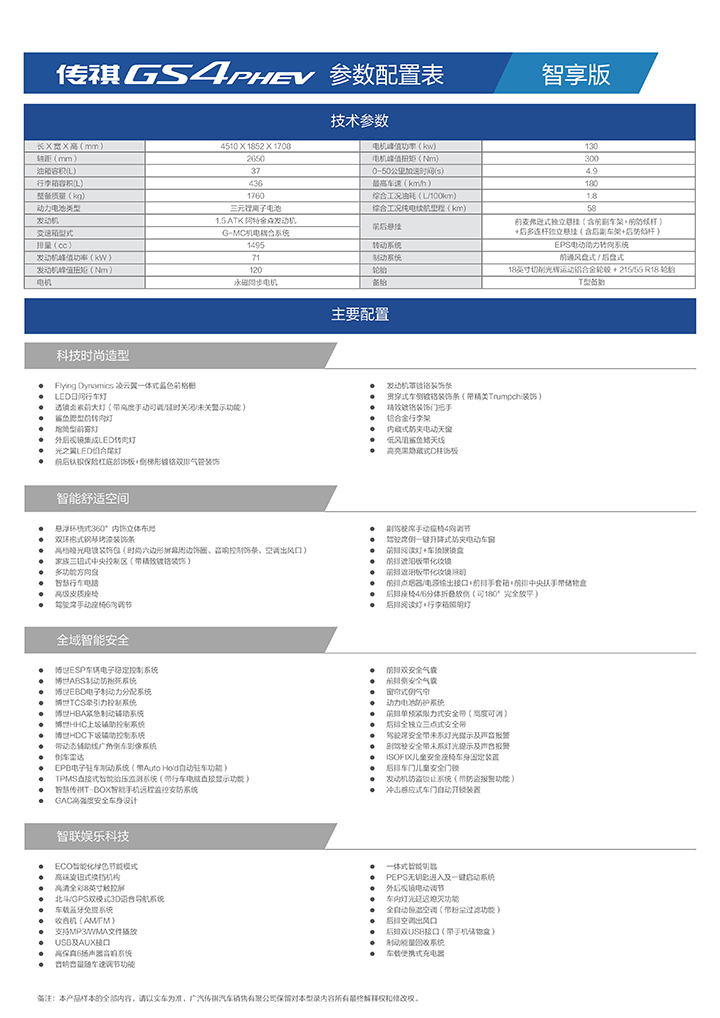 传祺GS4PHEV 参数配置表 智享版
技术参数
长 X 宽 X 高（mm） 4510 X 1852 X 1708 电机峰值功率（kw） 130
轴距（mm） 2650 电机峰值扭矩（Nm） 300
油箱容积(L) 37 0-50公里加速时间(s) 4.9
行李箱容积(L) 436 最高车速（km/h） 180
整备质量（kg） 1760 综合工况油耗（L/100km） 1.8
动力电池类型 三元锂离子电池 综合工况纯电续航里程（km） 58
发动机 1.5 ATK 阿特金森发动机 前后悬挂 前麦弗逊式独立悬挂（含前副车架+前防倾杆）
变速箱型式 G-MC机电耦合系统 +后多连杆独立悬挂（含后副车架+后防倾杆）
排量（cc） 1495 转动系统 EPS电动助力转向系统
发动机峰值功率（kW） 71 制动系统 前通风盘式 / 后盘式
发动机峰值扭矩（Nm） 120 轮胎 18英寸切削光辉运动铝合金轮毂 + 215/55 R18 轮胎
电机 永磁同步电机 备胎 T型备胎
主要配置
科技时尚造型
Flying Dynamics 凌云翼一体式蓝色前格栅
LED日间行车灯
透镜卤素前大灯（带高度手动可调/延时关闭/未关警示功能）
鲨鱼腮型前转向灯
炮筒型前雾灯
外后视镜集成LED转向灯
光之翼LED组合尾灯
前后钛银保险杠底部饰板+倒梯形镀铬双排气管装饰
发动机罩镀铬装饰条
贯穿式车侧镀铬装饰条（带精美Trumpchi装饰）
精致镀铬装饰门把手
铝合金行李架
内藏式防夹电动天窗
低风阻鲨鱼鳍天线
高亮黑隐藏式D柱饰板
智能舒适空间
悬浮环绕式360°内饰立体布局
双环抱式钢琴烤漆装饰条
高档哑光电镀装饰包（时尚六边形屏幕周边饰圈、音响控制饰条、空调出风口）
家族三钮式中央控制区（带精致镀铬装饰）
多功能方向盘
智慧行车电脑
高级皮质座椅
驾驶席手动座椅6向调节
副驾驶席手动座椅4向调节
驾驶席侧一键升降式防夹电动车窗
前排阅读灯+车顶眼镜盒
前排遮阳板带化妆镜
前排遮阳板带化妆镜照明
前排点烟器/电源输出接口+前排手套箱+前排中央扶手带储物盒
后排座椅4/6分体折叠放倒（可180°完全放平）
后排阅读灯+行李箱照明灯
全域智能安全
博世ESP车辆电子稳定控制系统
博世ABS制动防抱死系统
博世EBD电子制动力分配系统
博世TCS牵引力控制系统
博世HBA紧急制动辅助系统
博世HHC上坡辅助控制系统
博世HDC下坡辅助控制系统
带动态辅助线广角倒车影像系统
倒车雷达
EPB电子驻车制动系统（带Auto Hold自动驻车功能）
TPMS直接式智能胎压监测系统（带行车电脑直接显示功能）
智慧传祺T-BOX智能手机远程监控安防系统
GAC高强度安全车身设计
前排双安全气囊
前排侧安全气囊
窗帘式侧气帘
动力电池防护系统
前排单预紧限力式安全带（高度可调）
后排全独立三点式安全带
驾驶席安全带未系灯光提示及声音报警
副驾驶席安全带未系灯光提示及声音报警
ISOFIX儿童安全座椅车身固定装置
后排车门儿童安全门锁
发动机防盗锁止系统（带防盗报警功能）
冲击感应式车门自动开锁装置
智联娱乐科技
ECO智能化绿色节能模式
高端旋钮式换挡机构
高清全彩8英寸触控屏
北斗/GPS双模式3D语音导航系统
车载蓝牙免提系统
收音机（AM/FM）
支持MP3/WMA文件播放
USB及AUX接口
高保真6扬声器音响系统
音响音量随车速调节功能
一体式智能钥匙
PEPS无钥匙进入及一键启动系统
外后视镜电动调节
车内灯光延迟熄灭功能
全自动恒温空调（带粉尘过滤功能）
后排空调出风口
后排双USB接口（带手机储物盒）
制动能量回收系统
车载便携式充电器
备注：本产品样本的全部内容，请以实车为准，广汽传祺汽车销售有限公司保留对本型录内容所有最终解释权和修改权。